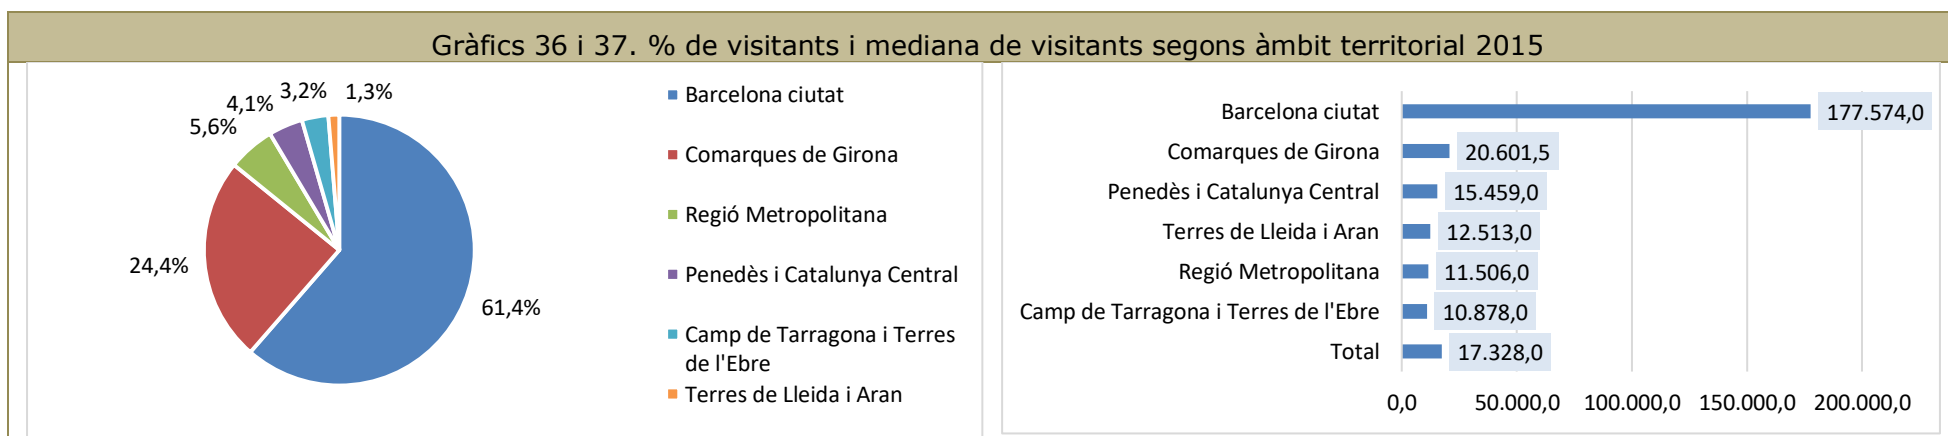 Gràfics 36 i 37. % de visitants i mediana de visitants segons àmbit territorial 2015
61,4%
24,4%
5,6%
4,1%
3,2%
1,3%
Barcelona ciutat
Comarques de Girona
Regió Metropolitana
Penedès i Catalunya Central
Camp de Tarragona i Terres
de l'Ebre
Terres de Lleida i Aran
Barcelona ciutat 177.574,0
Comarques de Girona 20.601,5
Penedès i Catalunya Central 15.459,0
Terres de Lleida i Aran 12.513,0
Regió Metropolitana 11.506,0
Camp de Tarragona i Terres de l'Ebre 10.878,0
Total 17.328,0
0,0 50.000,0 100.000,0 150.000,0 200.000,0